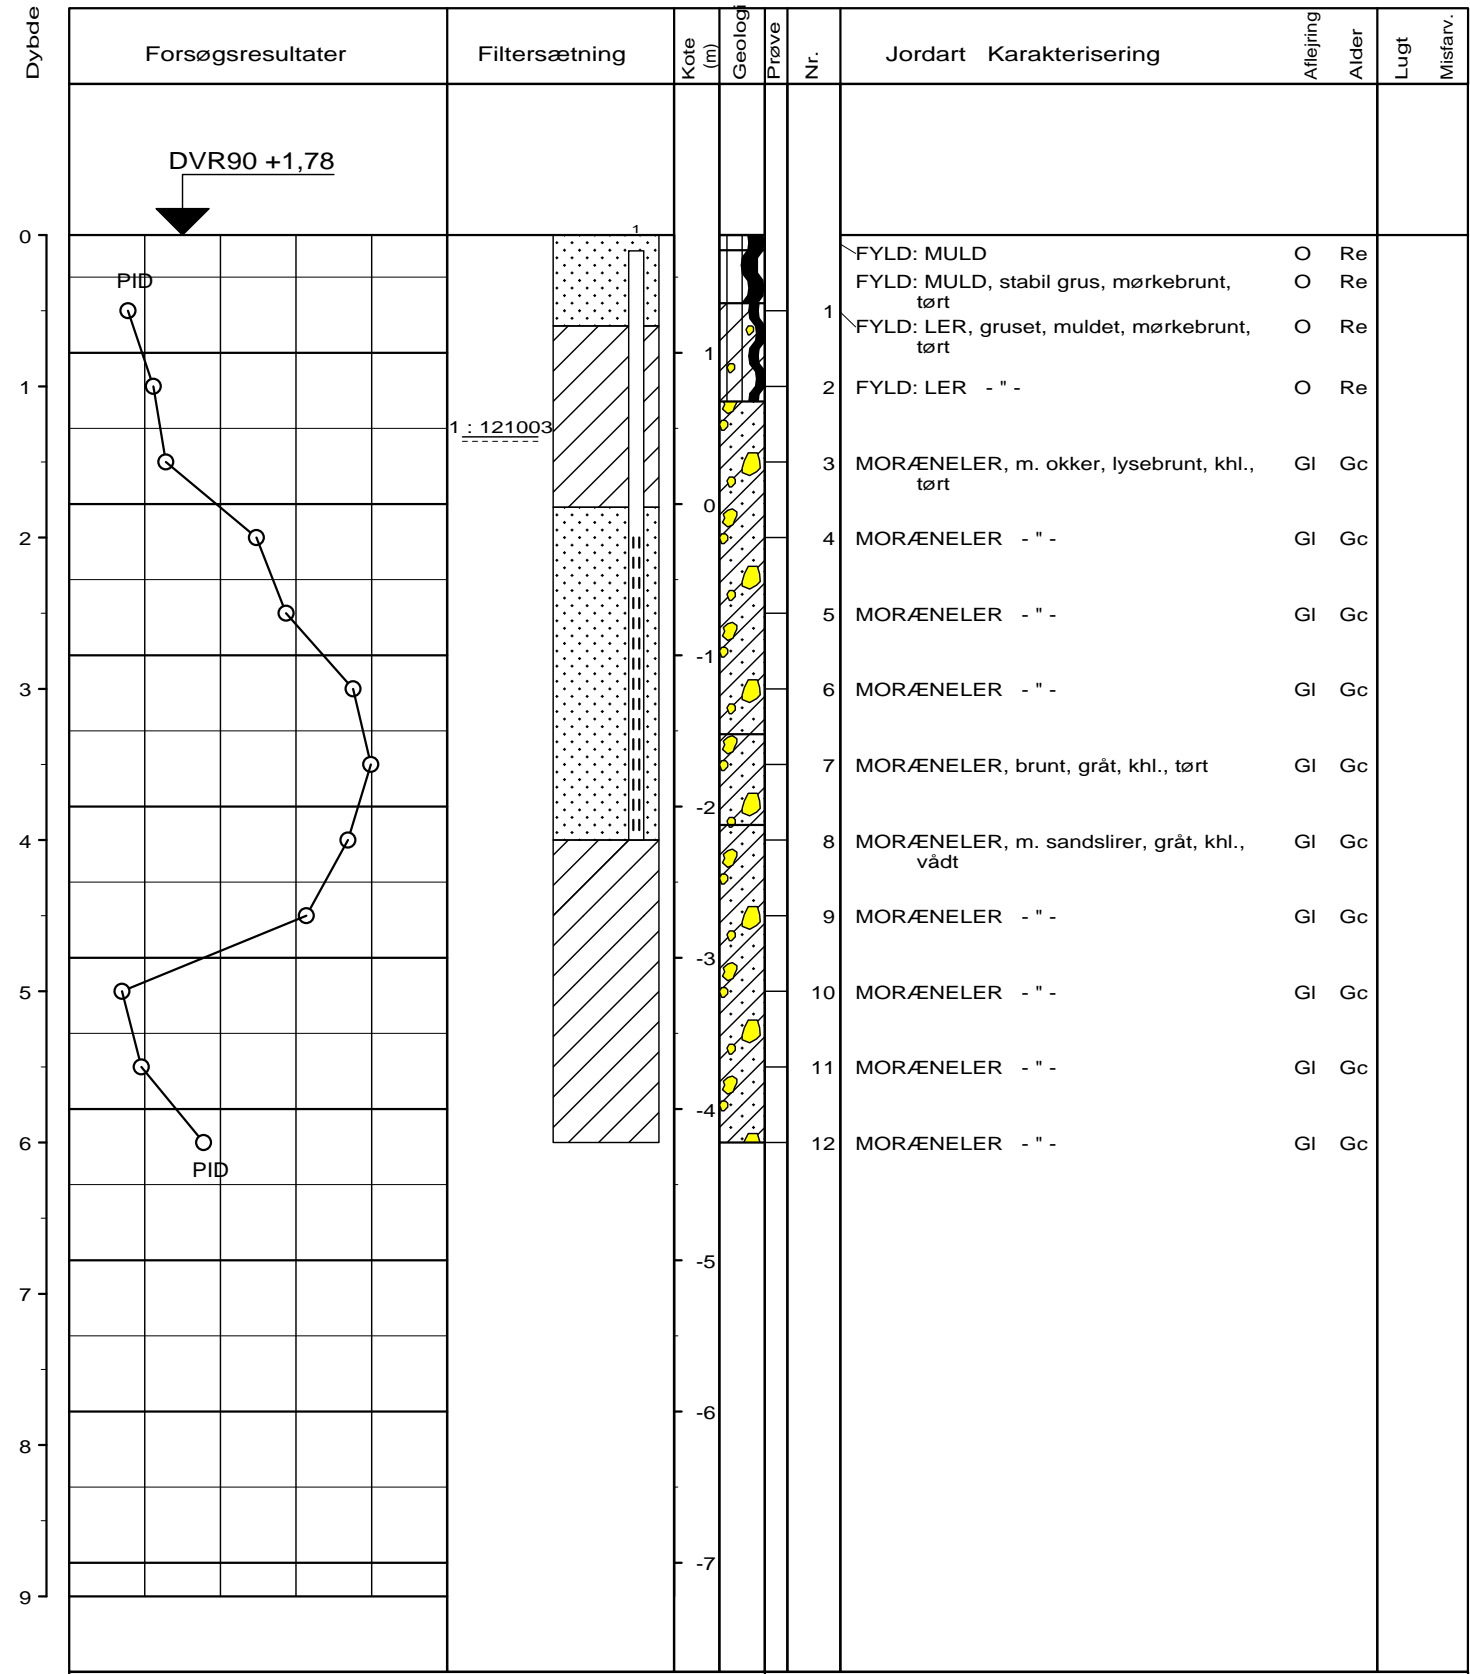 Dybde
Forsøgsresultater
Filtersætning
Kote
(m)
Geologi
Prøve
Nr.
Jordart Karakterisering
Aflejring
Alder
Lugt
Misfarv.
DVR90 +1,78
0
1
FYLD: MULD O Re
PID
FYLD: MULD, stabil grus, mørkebrunt, O Re
tørt
1
FYLD: LER, gruset, muldet, mørkebrunt, O Re
tørt
1
1
2 FYLD: LER - " - O Re
1 : 121003
3 MORÆNELER, m. okker, lysebrunt, khl., Gl Gc
tørt
0
2
4 MORÆNELER - " - Gl Gc
5 MORÆNELER - " - Gl Gc
-1
3
6 MORÆNELER - " - Gl Gc
7 MORÆNELER, brunt, gråt, khl., tørt Gl Gc
-2
4
8 MORÆNELER, m. sandslirer, gråt, khl., Gl Gc
vådt
9 MORÆNELER - " - Gl Gc
-3
5
10 MORÆNELER - " - Gl Gc
11 MORÆNELER - " - Gl Gc
-4
6
12 MORÆNELER - " - Gl Gc
PID
-5
7
-6
8
-7
9